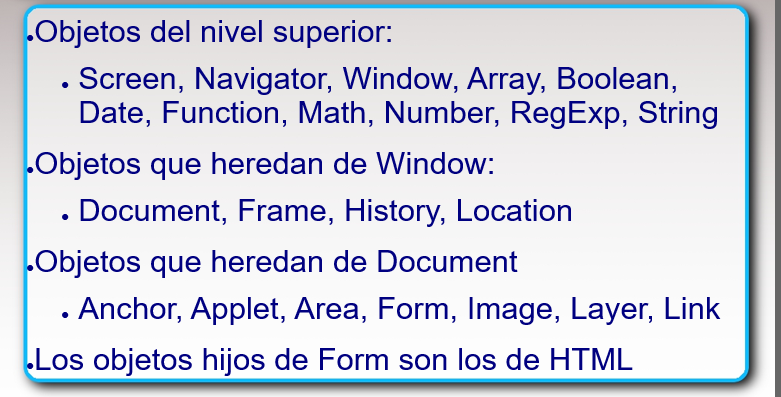 •Objetos del nivel superior:
• Screen, Navigator, Window, Array, Boolean,
Date, Function, Math, Number, RegExp, String
•Objetos que heredan de Window:
• Document, Frame, History, Location
•Objetos que heredan de Document
• Anchor, Applet, Area, Form, Image, Layer, Link
•Los objetos hijos de Form son los de HTML